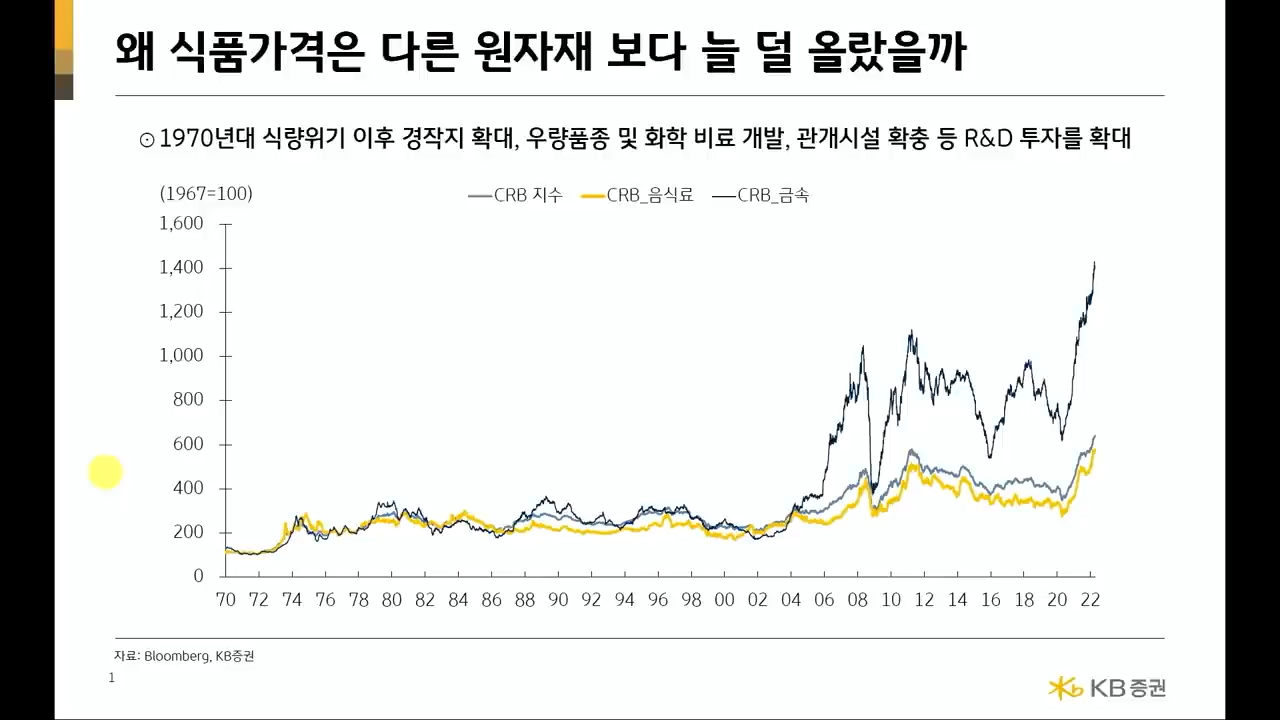 왜 식품가격은 다른 원자재 보다 늘 덜 올랐을까
⊙ 1970년대 식량위기 이후 경작지 확대, 우량품종 및 화학 비료 개발, 관개시설 확충 등 R&D 투자를 확대
(1967=100)
CRB 지수 CRB_음식료 CRB_금속
1,600
1,400
1,200
1,000
800
600
400
200
0
70 72 74 76 78 80 82 84 86 88 90 92 94 96 98 00 02 04 06 08 10 12 14 16 18 20 22
자료: Bloomberg, KB증권
1
KB증권